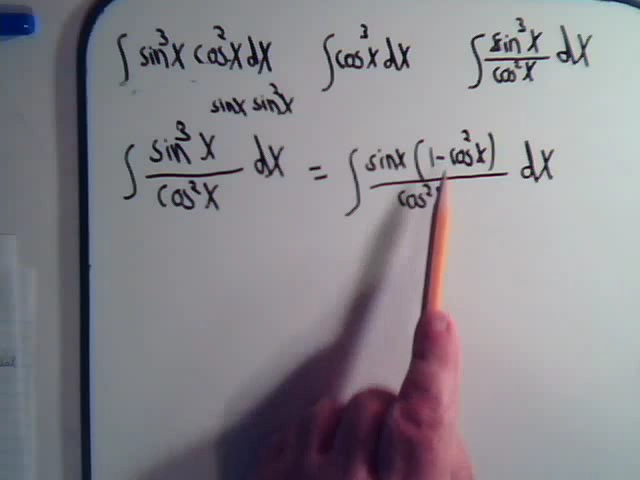 ∫ sin³x cos²x dx   ∫ cos³x dx   ∫ sin³x/cos²x dx
sinx sin²x
∫ sin³x/cos²x dx = ∫ sinx(1-cos²x)/cos² dx